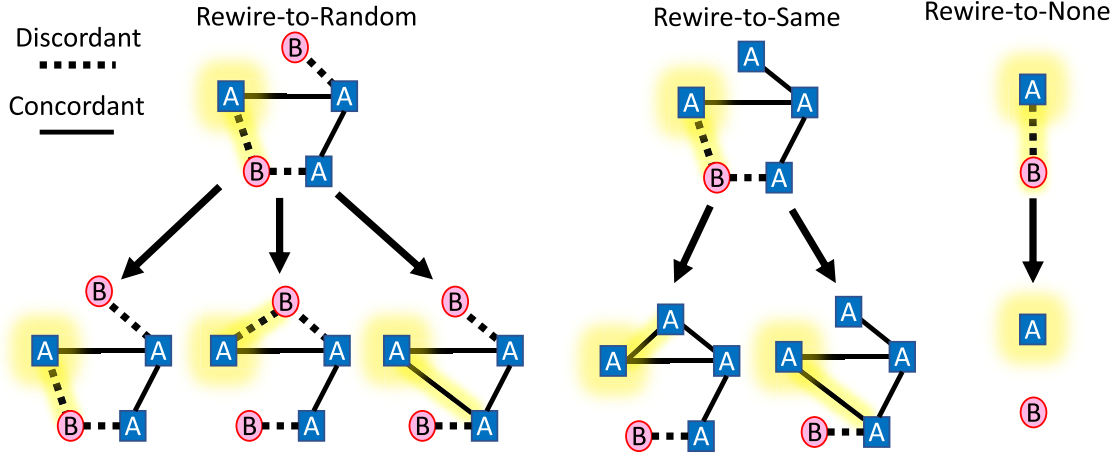 Rewire-to-Random
Rewire-to-Same
Rewire-to-None
Discordant
Concordant
B
A A
B A
A
A A
B A
A
B
B
A A
B A
B
A A
B A
B
A A
B A
A
A A
B A
A
A A
B A
A
B